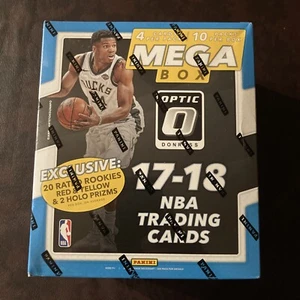 4
10
MEGA
BOX
BUCKS
OPTIC
DONRUSS
EXCLUSIVE:
20 RATED ROOKIES
RED & YELLOW
& 2 HOLO PRIZMS
17-18
NBA
TRADING
CARDS
NBA
PANINI